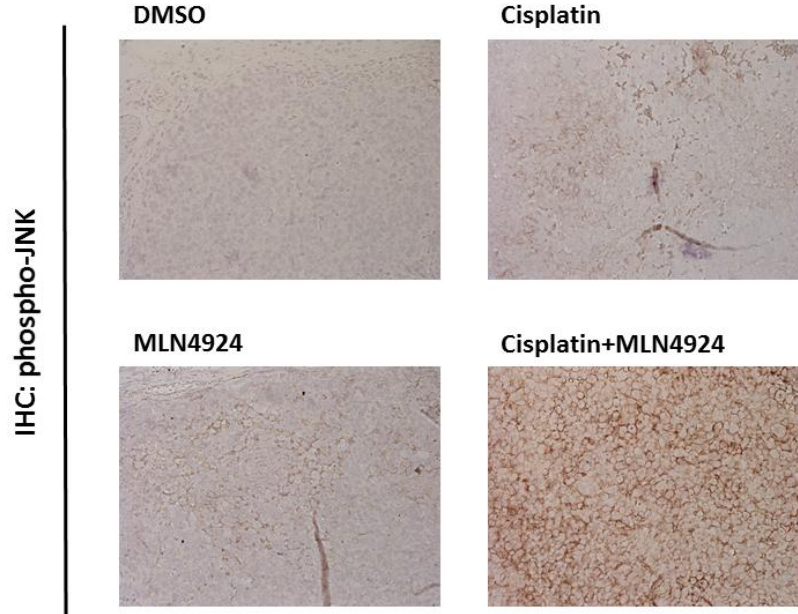 DMSO
Cisplatin
IHC: phospho-JNK
MLN4924
Cisplatin+MLN4924